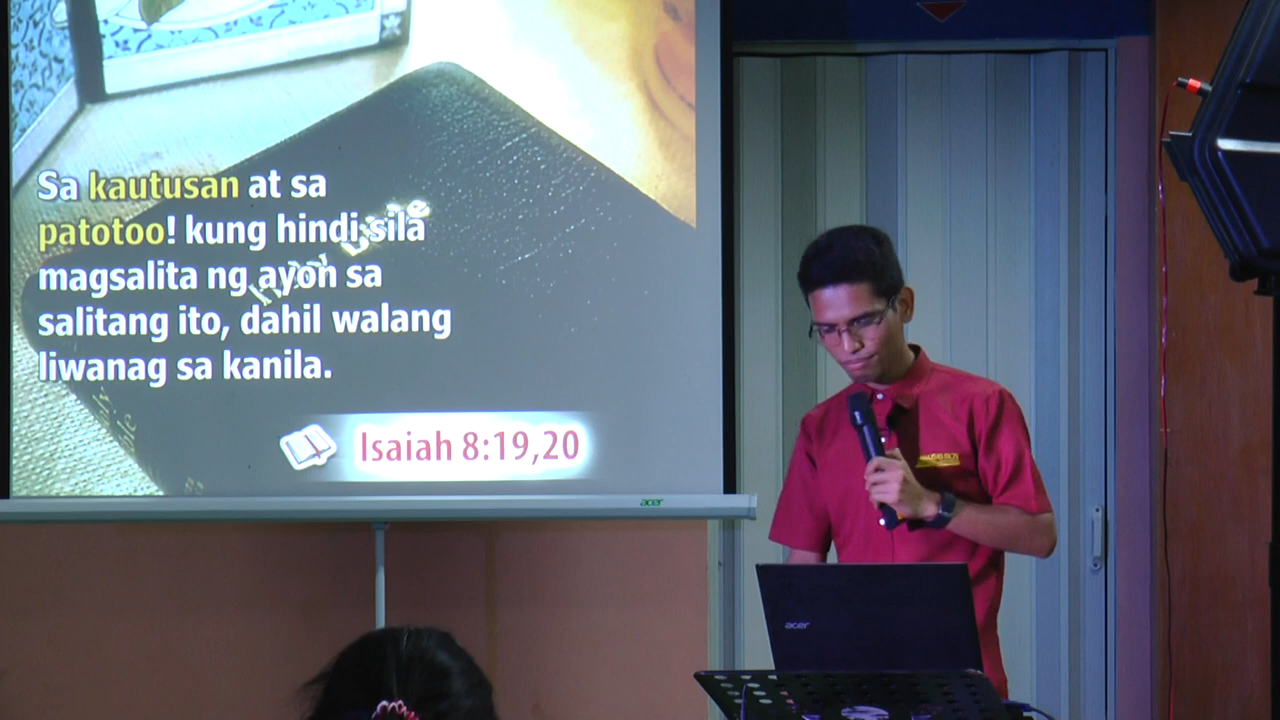 Sa kautusan at sa
patotoo! kung hindi sila
magsalita ng ayon sa
salitang ito, dahil walang
liwanag sa kanila.
Isaiah 8:19,20
acer
acer